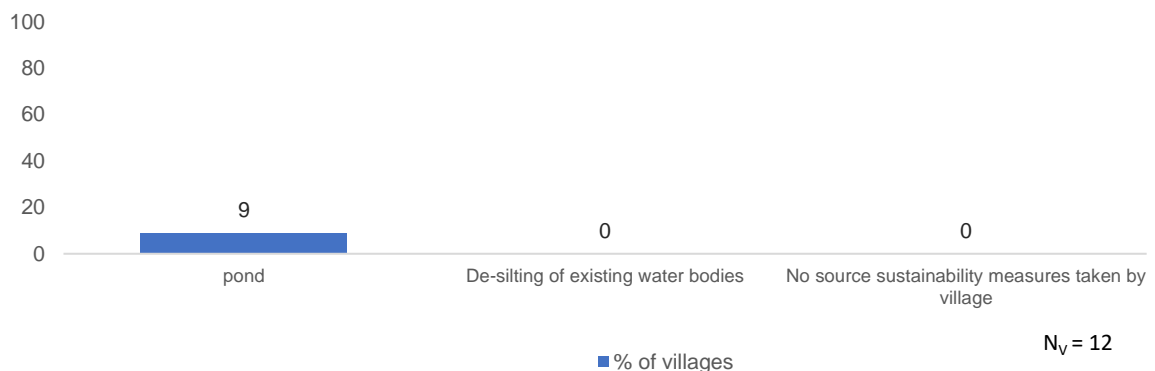 100
80
60
40
20
0
9
0
0
pond
De-silting of existing water bodies
No source sustainability measures taken by
village
NV = 12
% of villages